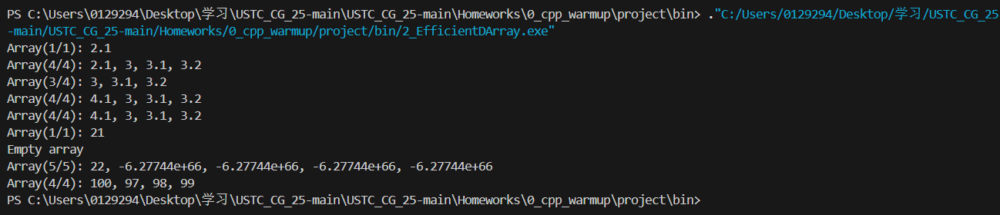 PS C:\Users\0129294\Desktop\学习\USTC_CG_25-main\USTC_CG_25-main\Homeworks\0_cpp_warmup\project\bin> ."C:/Users/0129294/Desktop/学习/USTC_CG_25
-main/USTC_CG_25-main/Homeworks/0_cpp_warmup/project/bin/2_EfficientDArray.exe"
Array(1/1): 2.1
Array(4/4): 2.1, 3, 3.1, 3.2
Array(3/4): 3, 3.1, 3.2
Array(4/4): 4.1, 3, 3.1, 3.2
Array(4/4): 4.1, 3, 3.1, 3.2
Array(1/1): 21
Empty array
Array(5/5): 22, -6.27744e+66, -6.27744e+66, -6.27744e+66, -6.27744e+66
Array(4/4): 100, 97, 98, 99
PS C:\Users\0129294\Desktop\学习\USTC_CG_25-main\USTC_CG_25-main\Homeworks\0_cpp_warmup\project\bin>